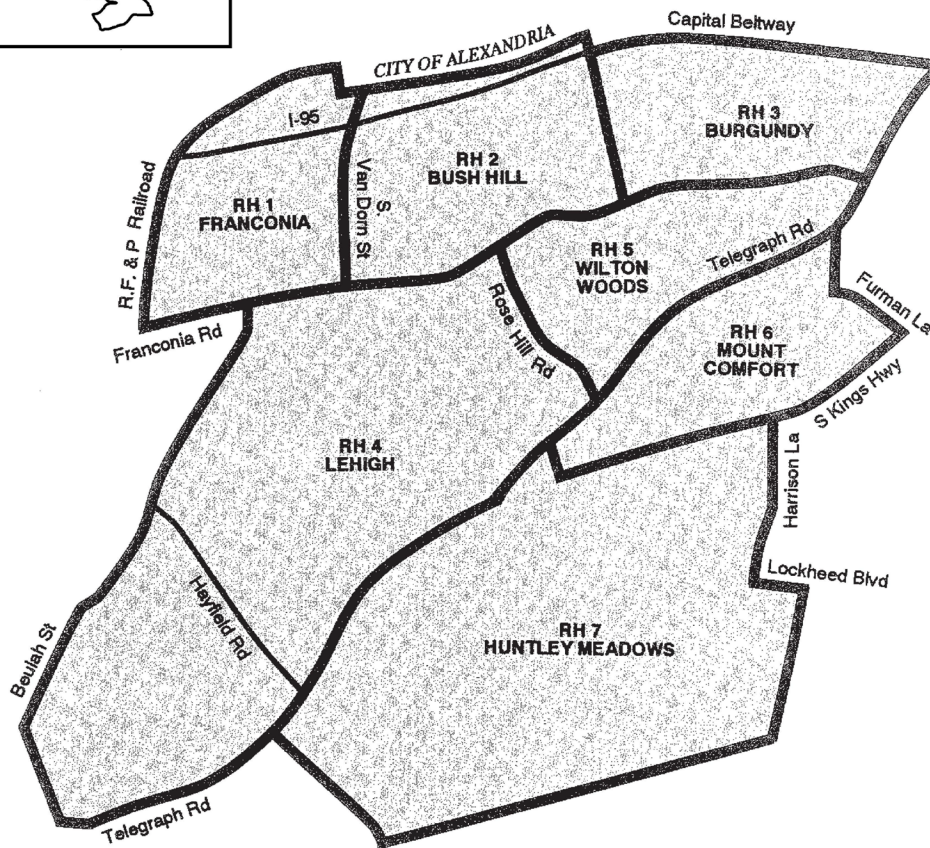 Capital Beltway
CITY OF ALEXANDRIA
I-95
RH 3
BURGUNDY
RH 2
BUSH HILL
R.F. & P Railroad
RH 1
FRANCONIA
S.
Van Dorn St
RH 5
WILTON
WOODS
Telegraph Rd
Furman La
Franconia Rd
Rose Hill Rd
RH 6
MOUNT
COMFORT
S Kings Hwy
RH 4
LEHIGH
Harrison La
Lockheed Blvd
Hayfield Rd
RH 7
HUNTLEY MEADOWS
Beulah St
Telegraph Rd